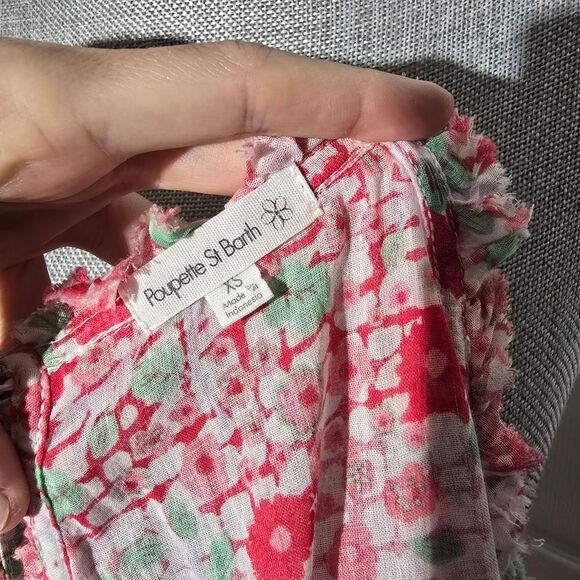 Poupette St Barth
XS
Made in
Indonesia